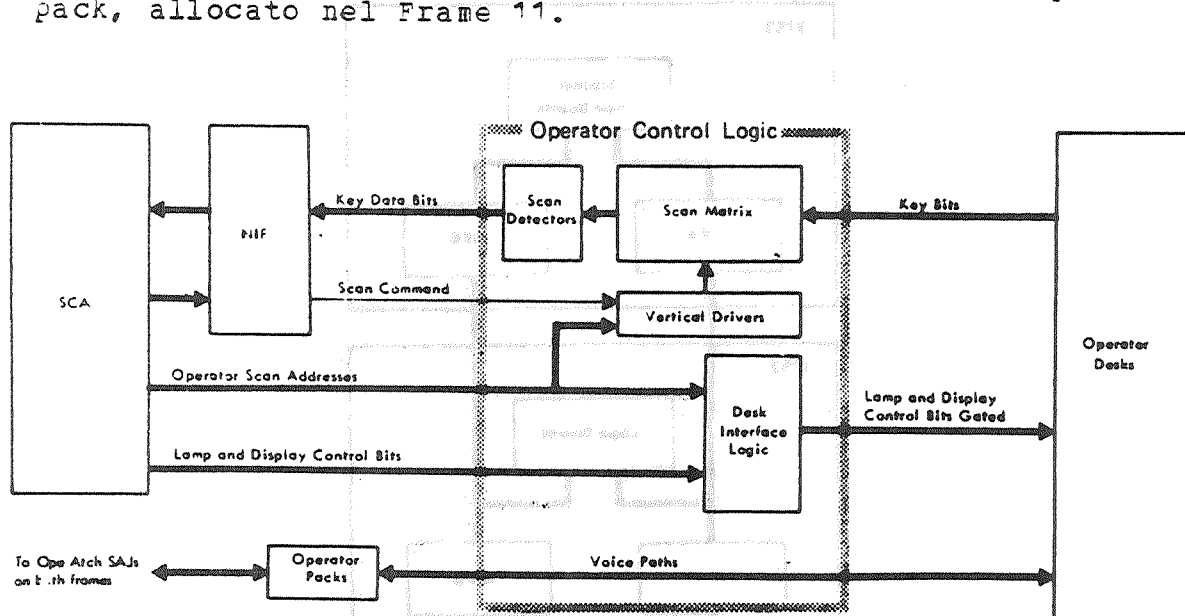 pack, allocato nel Frame 11.
Operator Control Logic
Key Data Bits
Scan
Detectors
Scan Matrix
Key Bits
NIF
SCA
Scan Command
Vertical Drivers
Operator
Desks
Operator Scan Addresses
Desk
Interface
Logic
Lamp and Display
Control Bits Gated
Lamp and Display Control Bits
To Ope Atch SAJs
on frames
Operator
Packs
Voice Paths